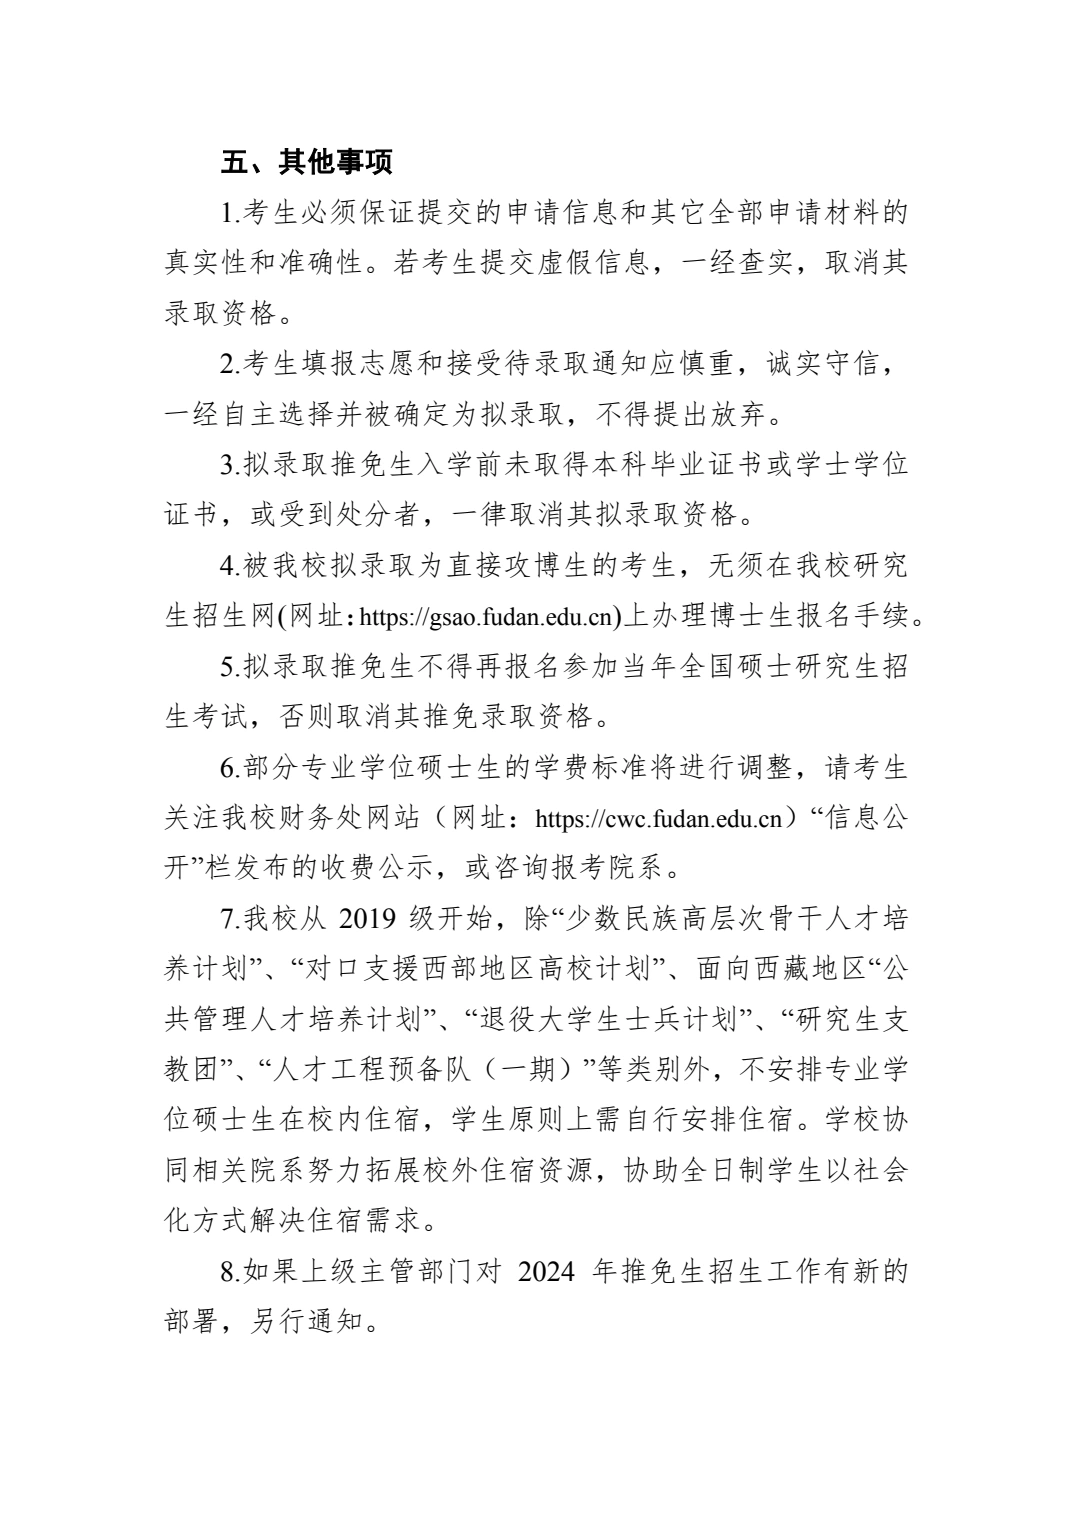 五、其他事项
1.考生必须保证提交的申请信息和其它全部申请材料的
真实性和准确性。若考生提交虚假信息，一经查实，取消其
录取资格。
2.考生填报志愿和接受待录取通知应慎重，诚实守信，
一经自主选择并被确定为拟录取，不得提出放弃。
3.拟录取推免生入学前未取得本科毕业证书或学士学位
证书，或受到处分者，一律取消其拟录取资格。
4.被我校拟录取为直接攻博生的考生，无须在我校研究
生招生网(网址:https://gsao.fudan.edu.cn)上办理博士生报名手续。
5.拟录取推免生不得再报名参加当年全国硕士研究生招
生考试，否则取消其推免录取资格。
6.部分专业学位硕士生的学费标准将进行调整，请考生
关注我校财务处网站（网址：https://cwc.fudan.edu.cn）“信息公
开”栏发布的收费公示，或咨询报考院系。
7.我校从 2019 级开始，除“少数民族高层次骨干人才培
养计划”、“对口支援西部地区高校计划”、面向西藏地区“公
共管理人才培养计划”、“退役大学生士兵计划”、“研究生支
教团”、“人才工程预备队（一期）”等类别外，不安排专业学
位硕士生在校内住宿，学生原则上需自行安排住宿。学校协
同相关院系努力拓展校外住宿资源，协助全日制学生以社会
化方式解决住宿需求。
8.如果上级主管部门对 2024 年推免生招生工作有新的
部署，另行通知。